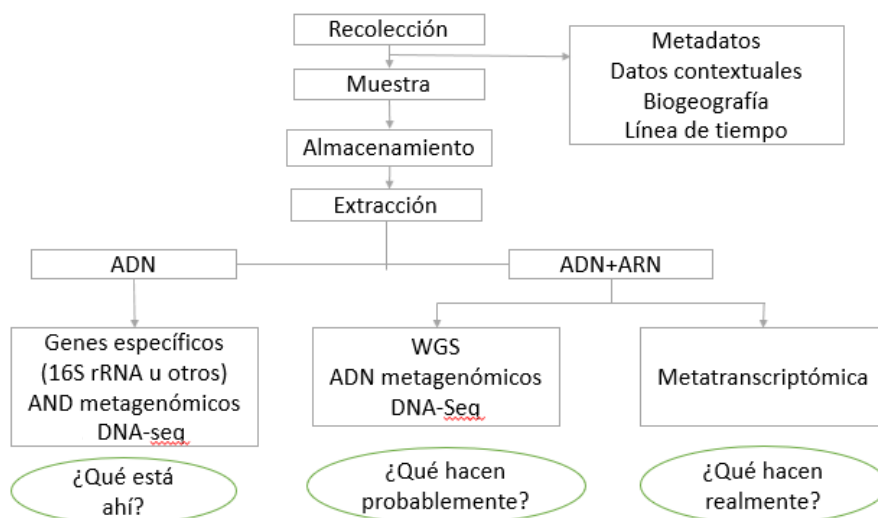 Recolección
Metadatos
Datos contextuales
Biogeografía
Línea de tiempo
Muestra
Almacenamiento
Extracción
ADN
ADN+ARN
Genes específicos
(16S rRNA u otros)
AND metagenómicos
DNA-seq
WGS
ADN metagenómicos
DNA-Seq
Metatranscriptómica
¿Qué está
ahí?
¿Qué hacen
probablemente?
¿Qué hacen
realmente?